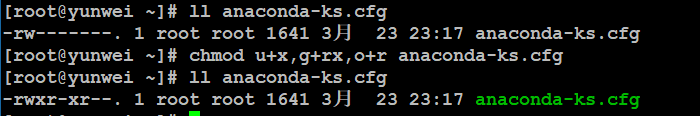 [root@yunwei ~]# ll anaconda-ks.cfg
-rw-------. 1 root root 1641 3月  23 23:17 anaconda-ks.cfg
[root@yunwei ~]# chmod u+x,g+rx,o+r anaconda-ks.cfg
[root@yunwei ~]# ll anaconda-ks.cfg
-rwxr-xr--. 1 root root 1641 3月  23 23:17 anaconda-ks.cfg
[root@yunwei ~]#